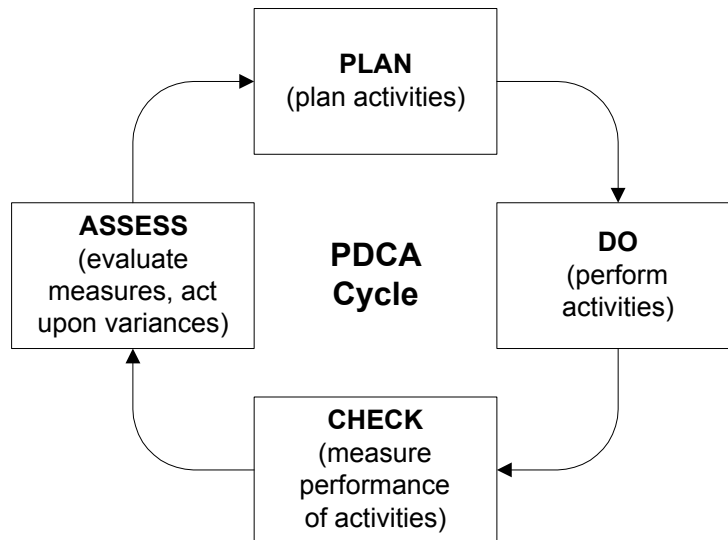 PLAN
(plan activities)
DO
(perform
activities)
CHECK
(measure
performance
of activities)
ASSESS
(evaluate
measures, act
upon variances)
PDCA
Cycle